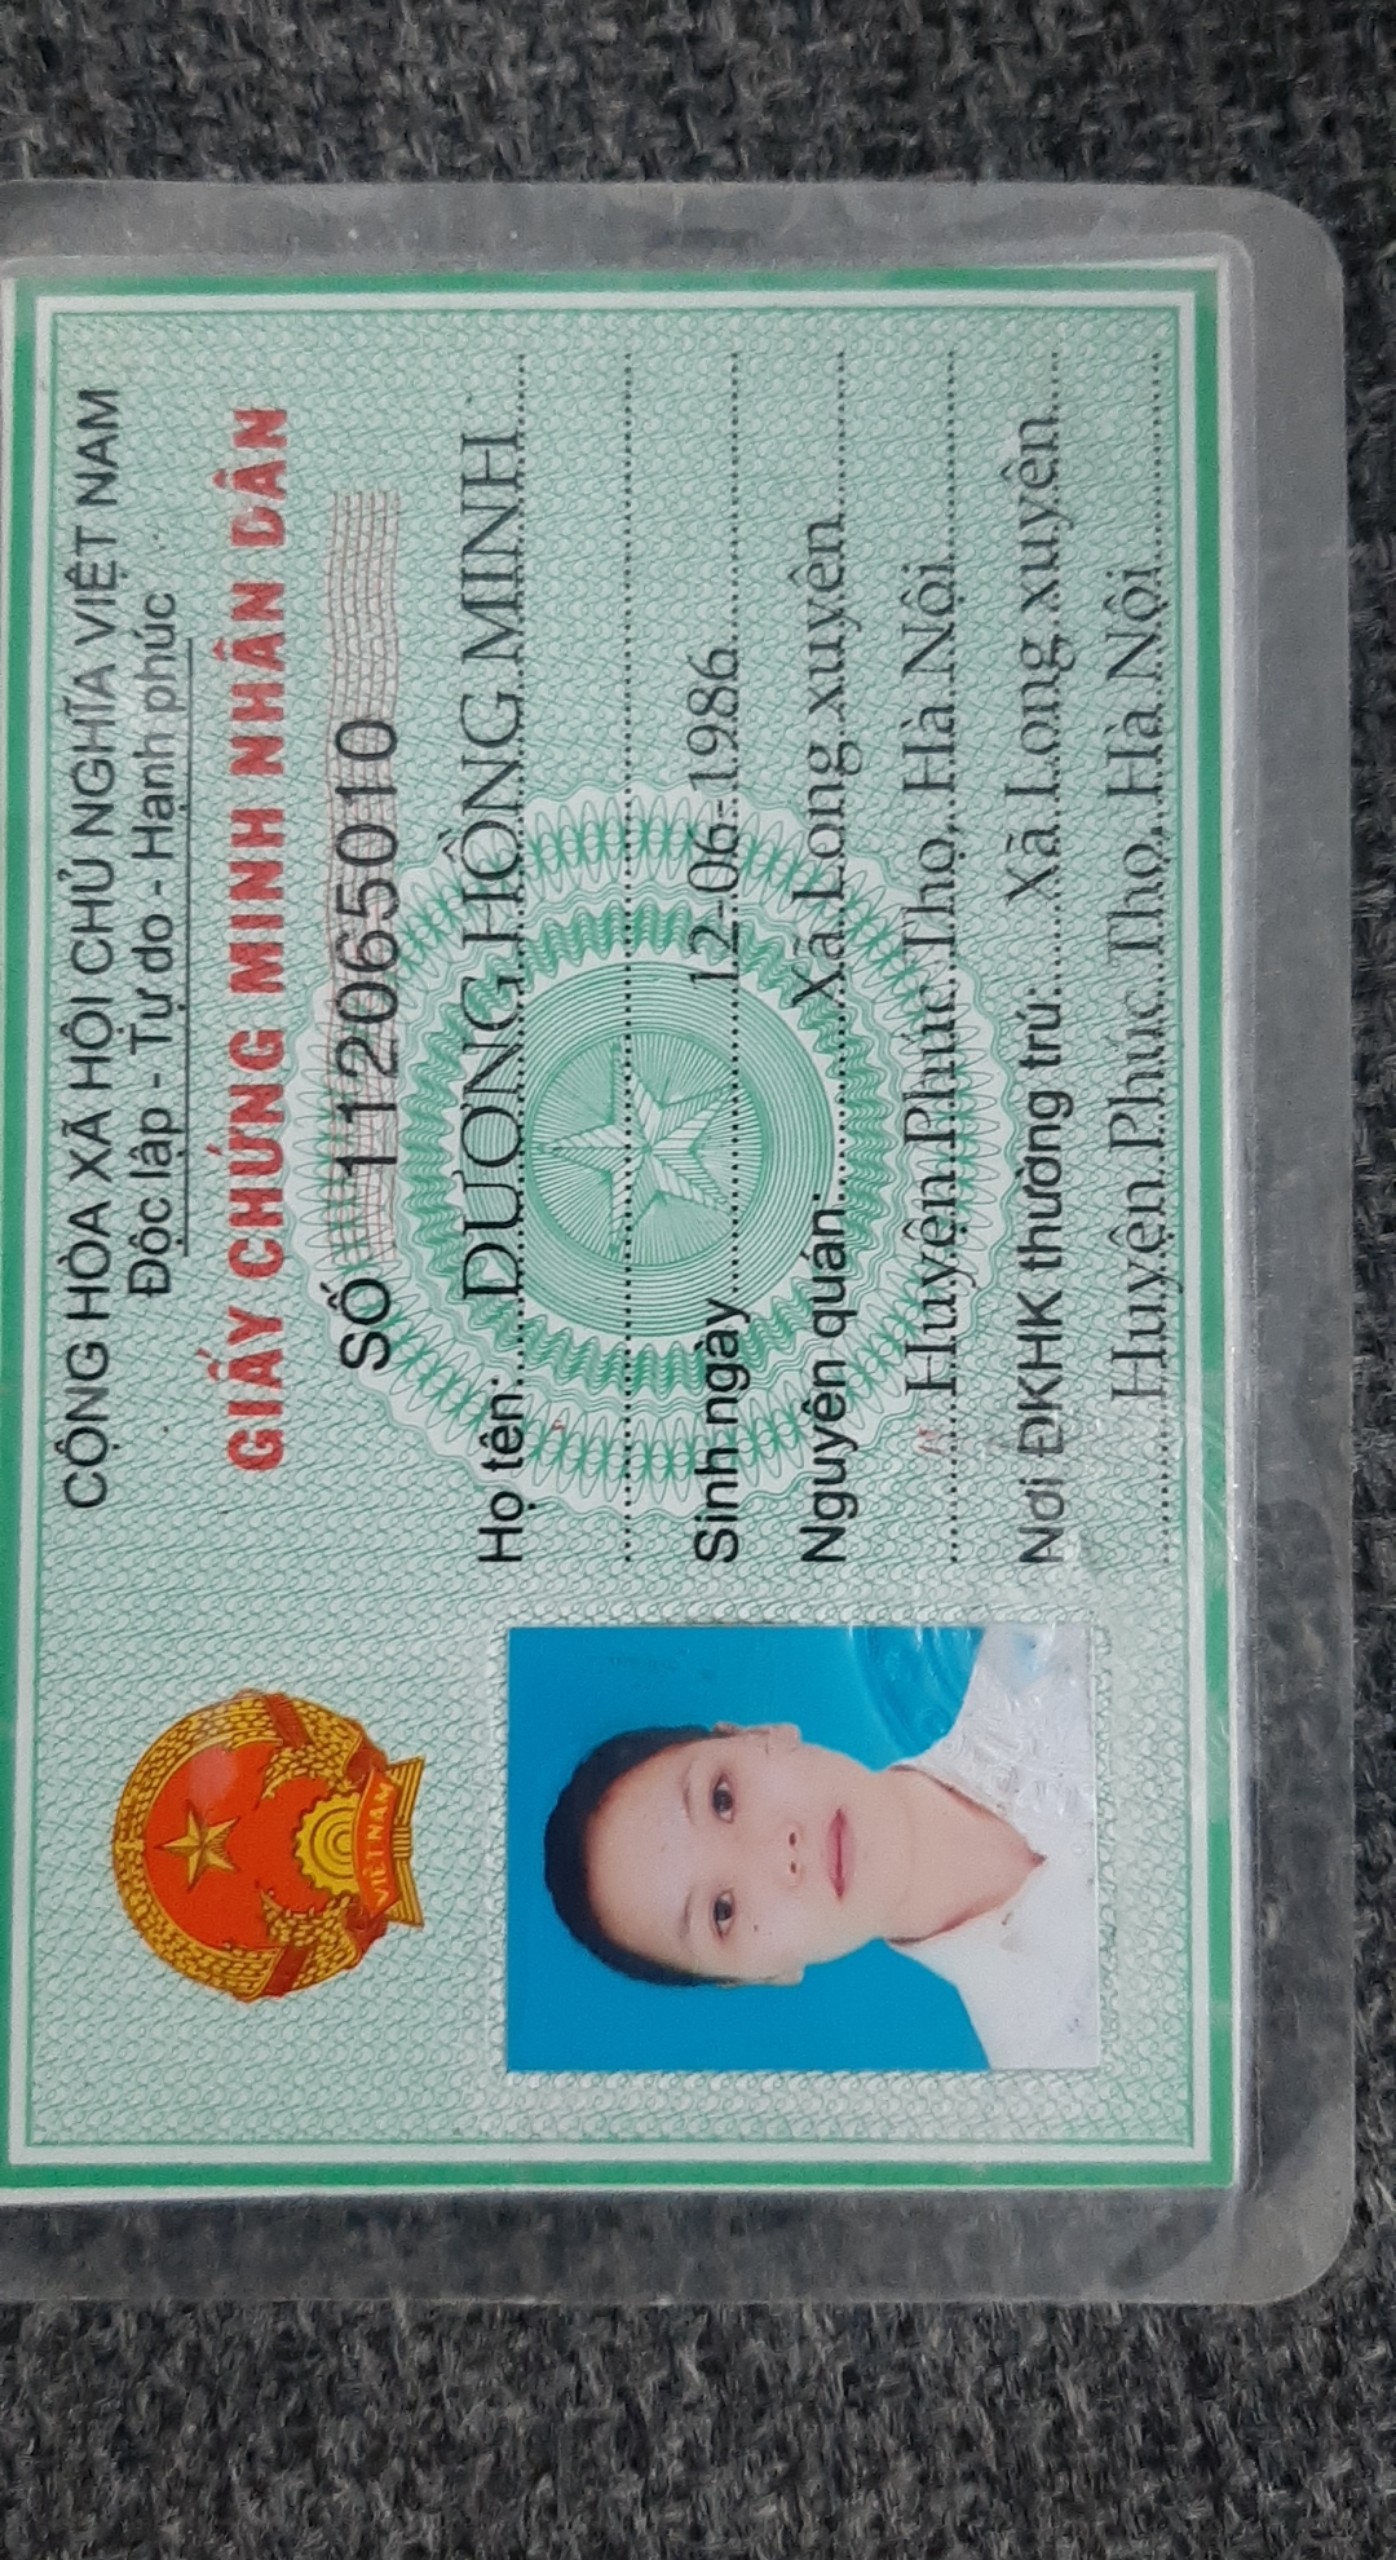 CỘNG HÒA XÃ HỘI CHỦ NGHĨA VIỆT NAM
Độc lập - Tự do - Hạnh phúc
GIẤY CHỨNG MINH NHÂN DÂN
VIỆT NAM
SỐ 112065010
Họ tên: DƯƠNG HỒNG MINH
Sinh ngày 12-06-1986
Nguyên quán: Xã Long xuyên
Huyện Phúc Thọ, Hà Nội
Nơi ĐKHK thường trú: Xã Long xuyên
Huyện Phúc Thọ, Hà Nội